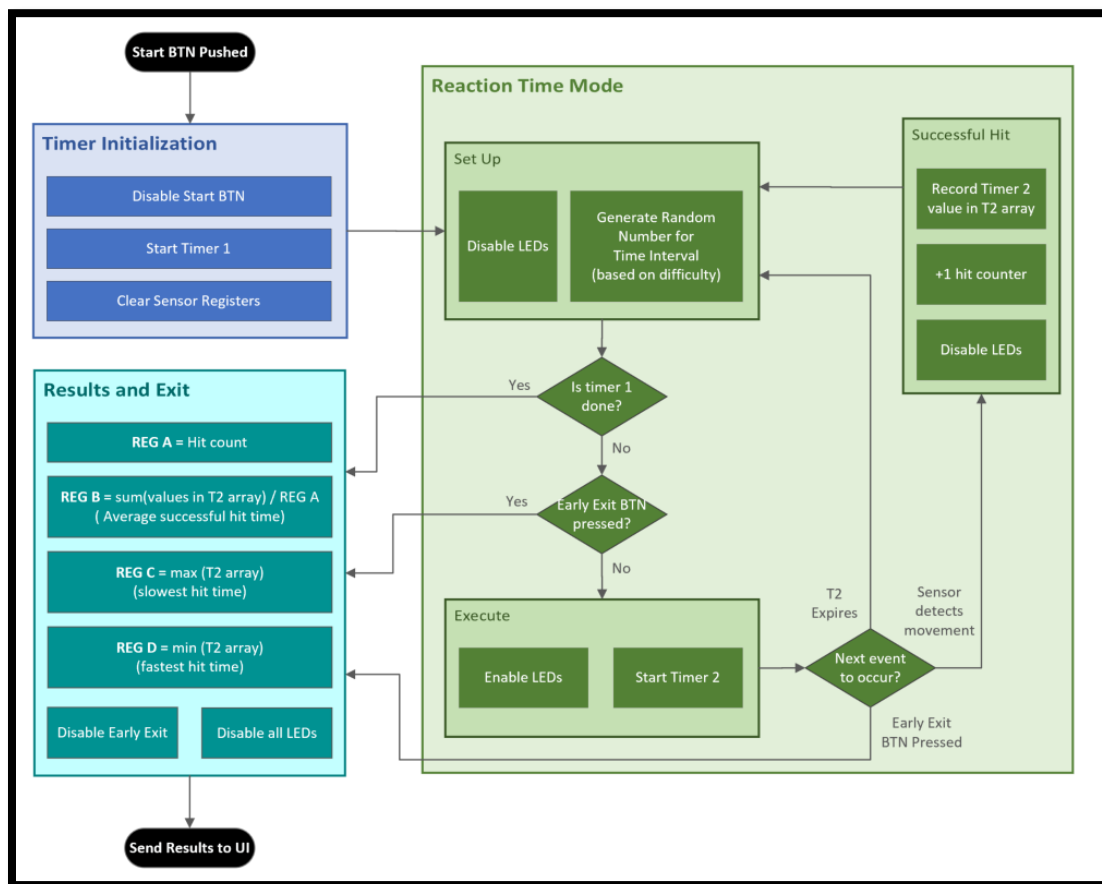 Start BTN Pushed
Timer Initialization
Disable Start BTN
Start Timer 1
Clear Sensor Registers
Reaction Time Mode
Set Up
Disable LEDs
Generate Random
Number for
Time Interval
(based on difficulty)
Successful Hit
Record Timer 2
value in T2 array
+1 hit counter
Disable LEDs
Is timer 1
done?
Yes
No
Early Exit BTN
pressed?
Yes
No
Execute
Enable LEDs
Start Timer 2
Next event
to occur?
T2
Expires
Sensor
detects
movement
Early Exit
BTN Pressed
Results and Exit
REG A = Hit count
REG B = sum(values in T2 array) / REG A
( Average successful hit time)
REG C = max (T2 array)
(slowest hit time)
REG D = min (T2 array)
(fastest hit time)
Disable Early Exit
Disable all LEDs
Send Results to UI